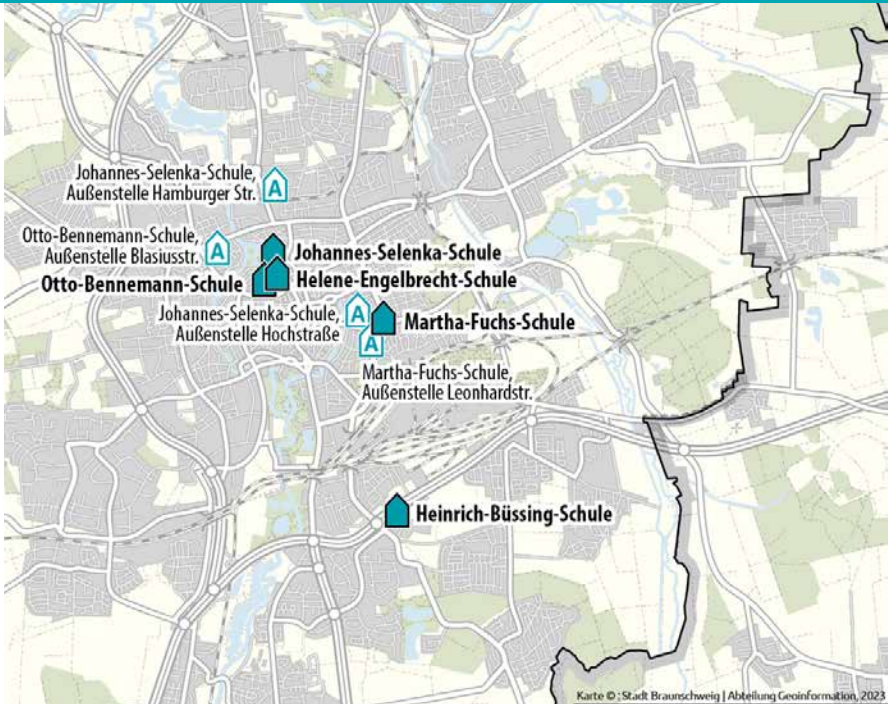 Johannes-Selenka-Schule,
Außenstelle Hamburger Str.
A
Otto-Bennemann-Schule,
Außenstelle Blasiusstr.
A
Johannes-Selenka-Schule
Otto-Bennemann-Schule
Helene-Engelbrecht-Schule
Johannes-Selenka-Schule,
Außenstelle Hochstraße
A
Martha-Fuchs-Schule
A
Martha-Fuchs-Schule,
Außenstelle Leonhardstr.
Heinrich-Büssing-Schule
Karte ©: Stadt Braunschweig | Abteilung Geoinformation, 2023